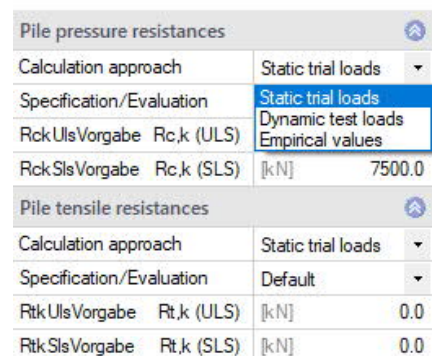 Pile pressure resistances
Calculation approach Static trial loads
Specification/Evaluation Static trial loads
Dynamic test loads
RckUlsVorgabe Rc,k (ULS) Empirical values
RckSlsVorgabe Rc,k (SLS) [kN] 7500.0
Pile tensile resistances
Calculation approach Static trial loads
Specification/Evaluation Default
RtkUlsVorgabe Rt,k (ULS) [kN] 0.0
RtkSlsVorgabe Rt,k (SLS) [kN] 0.0